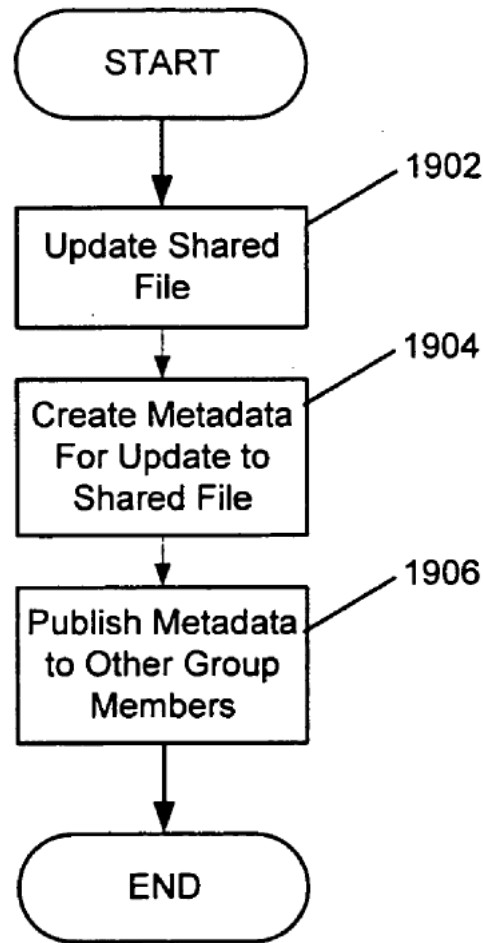 START
1902
Update Shared
File
1904
Create Metadata
For Update to
Shared File
1906
Publish Metadata
to Other Group
Members
END